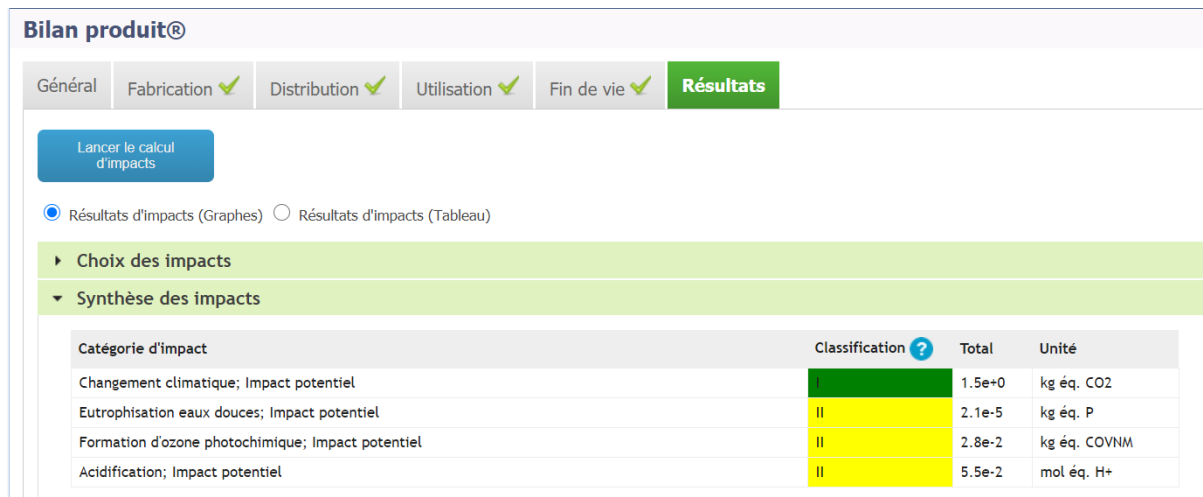 Bilan produit®
Général Fabrication Distribution Utilisation Fin de vie Résultats
Lancer le calcul
d'impacts
Résultats d'impacts (Graphes) Résultats d'impacts (Tableau)
Choix des impacts
Synthèse des impacts
Catégorie d'impact Classification ? Total Unité
Changement climatique; Impact potentiel I 1.5e+0 kg éq. CO2
Eutrophisation eaux douces; Impact potentiel II 2.1e-5 kg éq. P
Formation d'ozone photochimique; Impact potentiel II 2.8e-2 kg éq. COVNM
Acidification; Impact potentiel II 5.5e-2 mol éq. H+